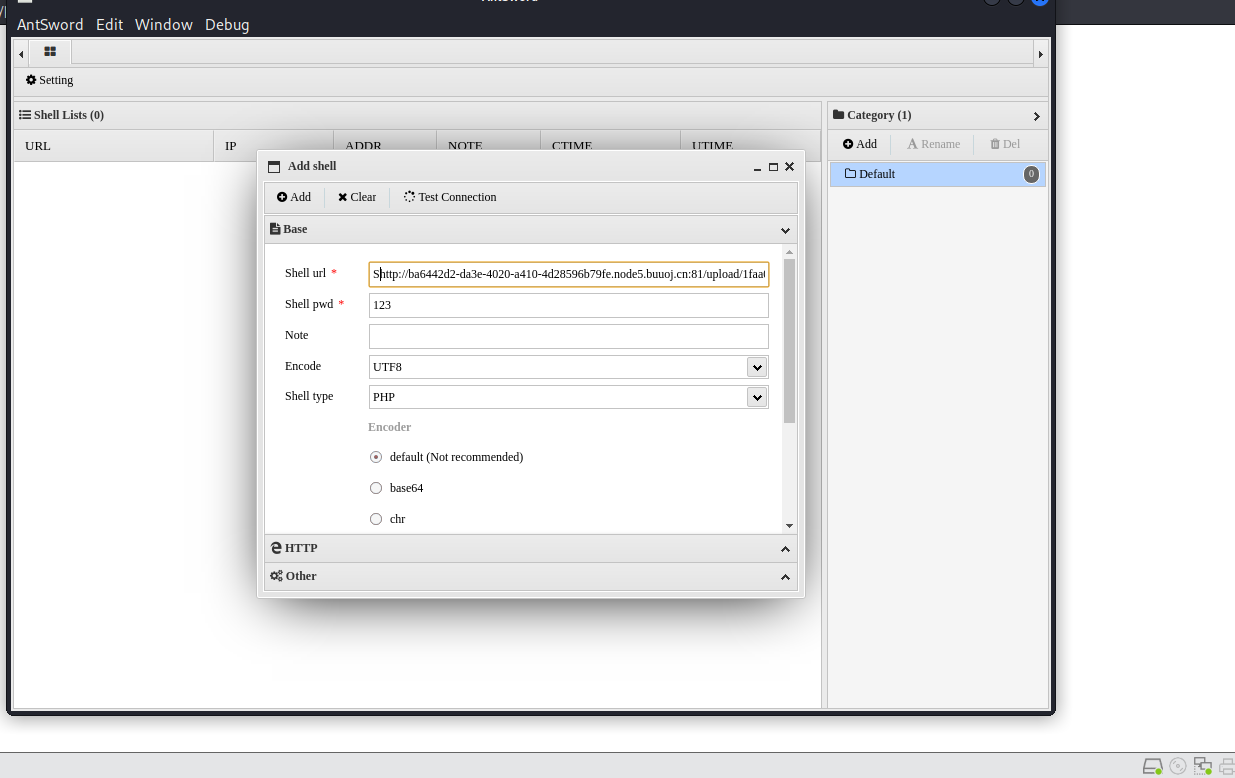 AntSword Edit Window Debug
Setting
Shell Lists (0)
Category (1)
URL IP ADDR NOTE CTIME UTIME
Add Rename Del
Default 0
Add shell
Add Clear Test Connection
Base
Shell url * Shttp://ba6442d2-da3e-4020-a410-4d28596b79fe.node5.buuoj.cn:81/upload/1faa
Shell pwd * 123
Note
Encode UTF8
Shell type PHP
Encoder
default (Not recommended)
base64
chr
HTTP
Other